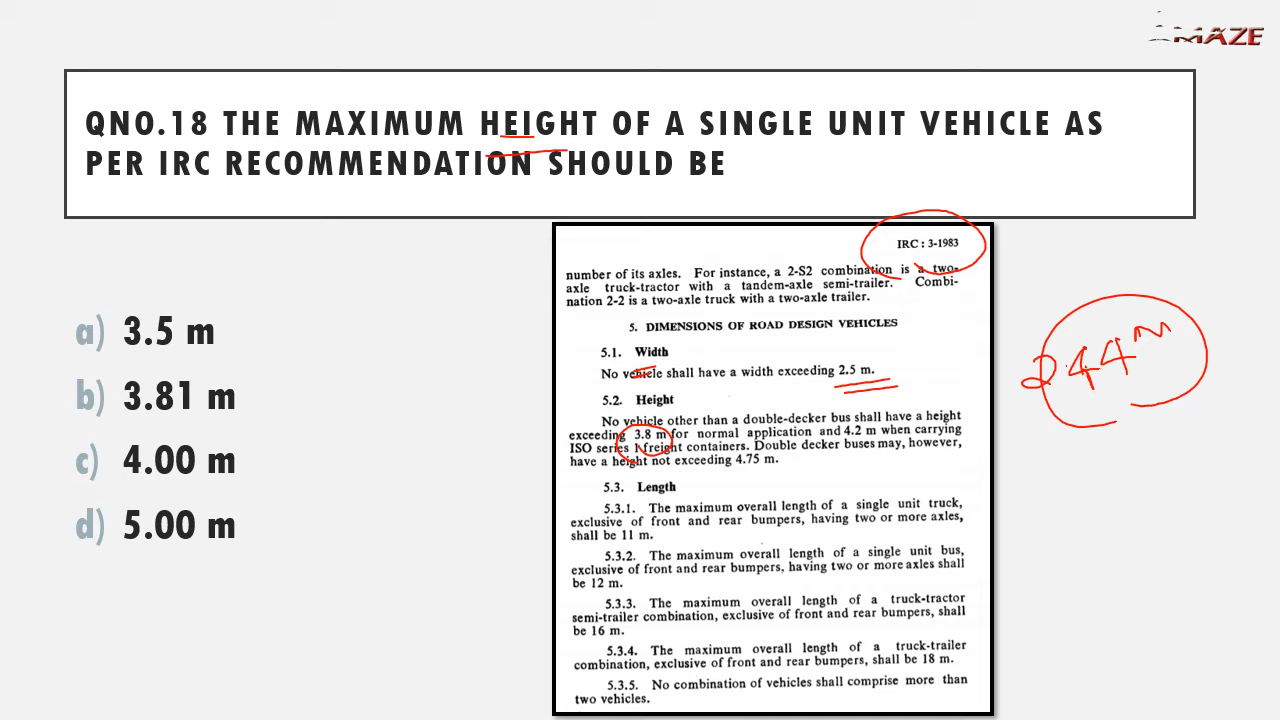 MAZE
QNO.18 THE MAXIMUM HEIGHT OF A SINGLE UNIT VEHICLE AS
PER IRC RECOMMENDATION SHOULD BE
a) 3.5 m
b) 3.81 m
c) 4.00 m
d) 5.00 m
IRC : 3-1983
number of its axles. For instance, a 2-S2 combination is a two-
axle truck-tractor with a tandem-axle semi-trailer. Combi-
nation 2-2 is a two-axle truck with a two-axle trailer.
5. DIMENSIONS OF ROAD DESIGN VEHICLES
5.1. Width
No vehicle shall have a width exceeding 2.5 m.
5.2. Height
No vehicle other than a double-decker bus shall have a height
exceeding 3.8 m for normal application and 4.2 m when carrying
ISO series 1 freight containers. Double decker buses may, however,
have a height not exceeding 4.75 m.
5.3. Length
5.3.1. The maximum overall length of a single unit truck,
exclusive of front and rear bumpers, having two or more axles,
shall be 11 m.
5.3.2. The maximum overall length of a single unit bus,
exclusive of front and rear bumpers, having two or more axles shall
be 12 m.
5.3.3. The maximum overall length of a truck-tractor
semi-trailer combination, exclusive of front and rear bumpers, shall
be 16 m.
5.3.4. The maximum overall length of a truck-trailer
combination, exclusive of front and rear bumpers, shall be 18 m.
5.3.5. No combination of vehicles shall comprise more than
two vehicles.
2.44 m